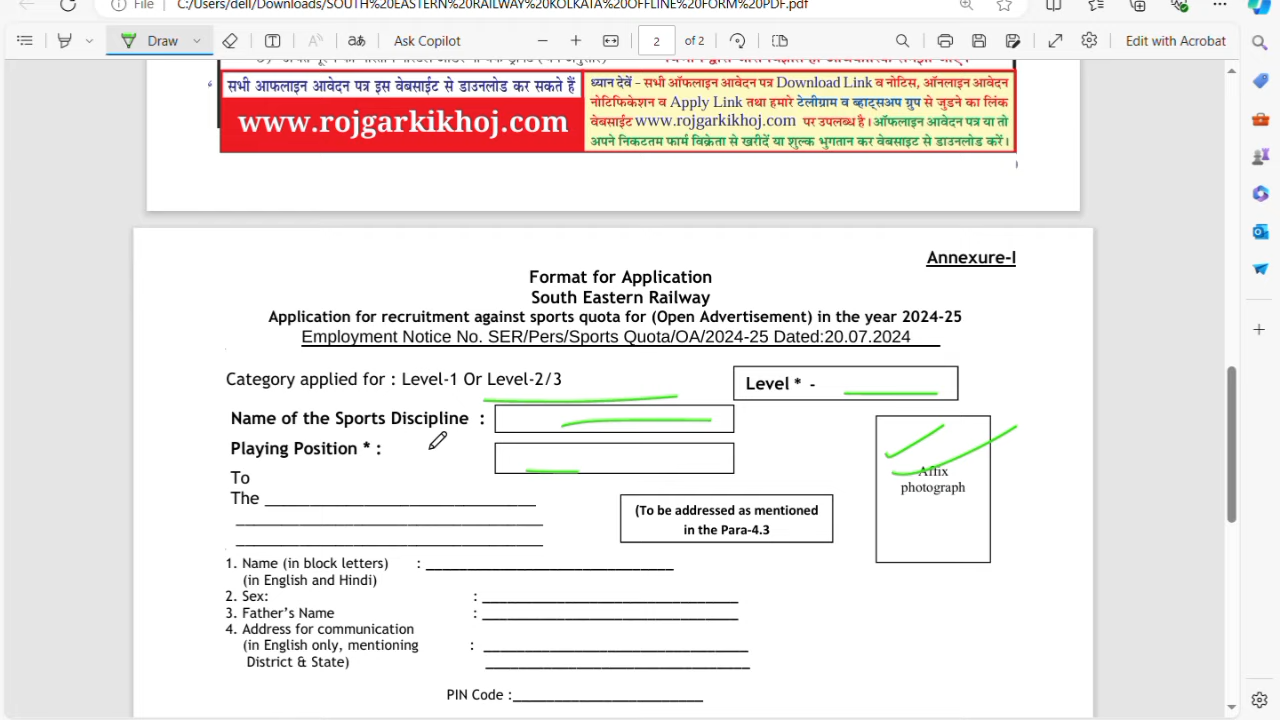 File C:/Users/dell/Downloads/SOUTH%20EASTERN%20RAILWAY%20KOLKATA%20OFFLINE%20FORM%20PDF.pdf
Draw Ask Copilot 2 of 2 Edit with Acrobat
सभी आफलाइन आवेदन पत्र इस वेबसाईट से डाउनलोड कर सकते हैं
www.rojgarkikhoj.com
ध्यान देवें - सभी ऑफलाइन आवेदन पत्र Download Link व नोटिस, ऑनलाइन आवेदन
नोटिफिकेशन व Apply Link तथा हमारे टेलीग्राम व व्हाट्सअप ग्रुप से जुडने का लिंक
वेबसाईट www.rojgarkikhoj.com पर उपलब्ध है। ऑफलाइन आवेदन पत्र या तो
अपने निकटतम फार्म विक्रेता से खरीदें या शुल्क भुगतान कर वेबसाइट से डाउनलोड करें।
Annexure-I
Format for Application
South Eastern Railway
Application for recruitment against sports quota for (Open Advertisement) in the year 2024-25
Employment Notice No. SER/Pers/Sports Quota/OA/2024-25 Dated:20.07.2024
Category applied for : Level-1 Or Level-2/3
Level * -
Name of the Sports Discipline :
Playing Position * :
Affix
photograph
To
The
(To be addressed as mentioned
in the Para-4.3
1. Name (in block letters) :
(in English and Hindi)
2. Sex: :
3. Father's Name :
4. Address for communication
(in English only, mentioning :
District & State)
PIN Code :